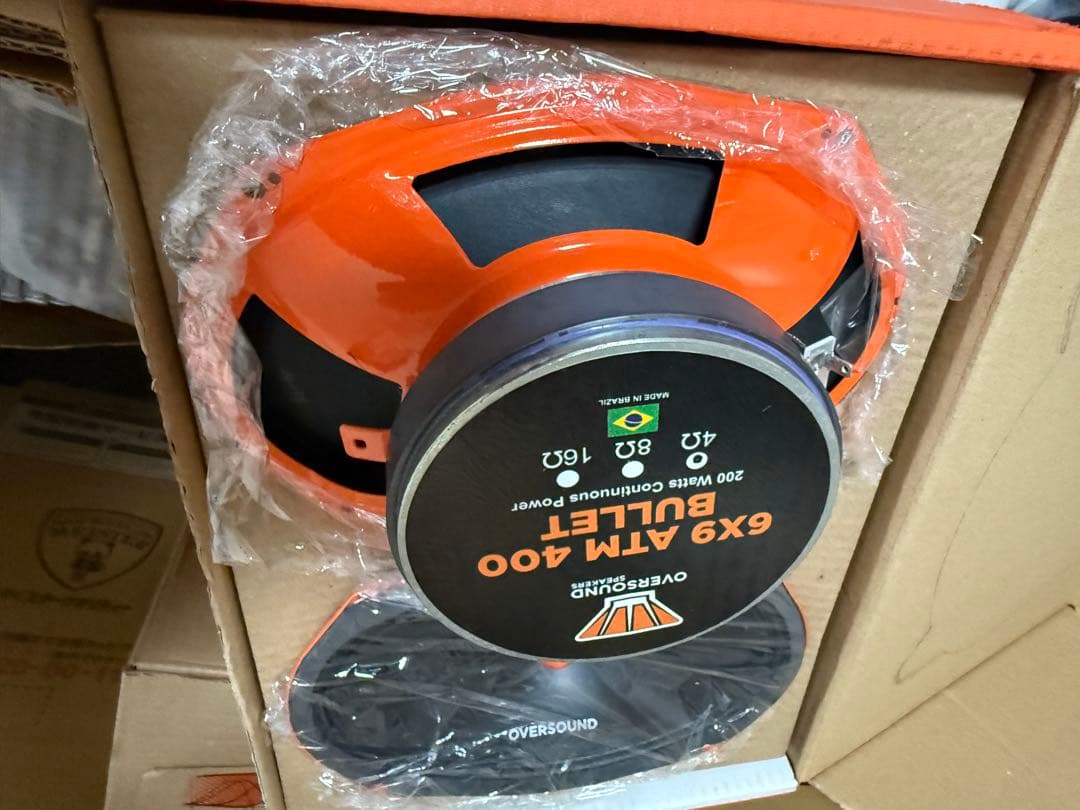 OVERSOUND
SPEAKERS
6X9 ATM 400
BULLET
200 Watts Continuous Power
4Ω 8Ω 16Ω
MADE IN BRAZIL
OVERSOUND